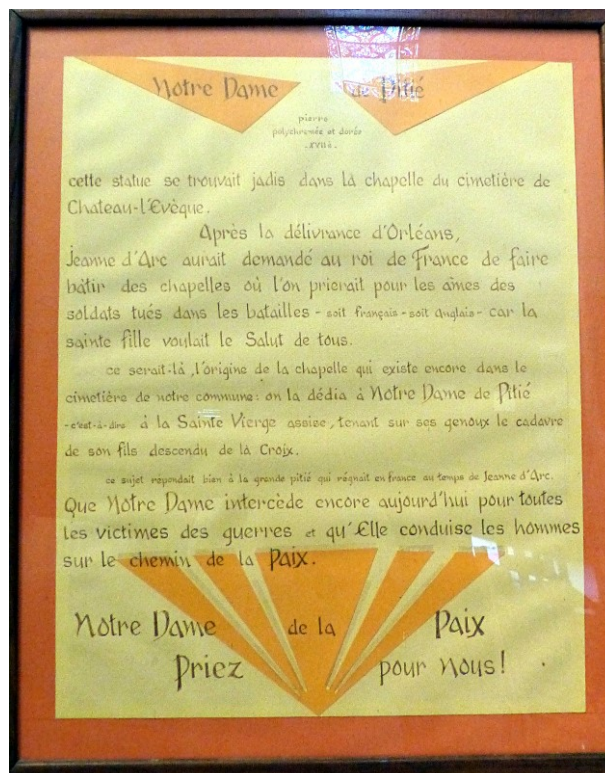 Notre Dame de Pitié
pierre
polychromée et dorée
. XVIIe .
cette statue se trouvait jadis dans la chapelle du cimetière de
Chateau-l'Evèque.
Après la délivrance d'Orléans,
Jeanne d'Arc aurait demandé au roi de France de faire
bâtir des chapelles où l'on prierait pour les âmes des
soldats tués dans les batailles - soit français - soit anglais - car la
sainte fille voulait le Salut de tous.
ce serait-là, l'origine de la chapelle qui existe encore dans le
cimetière de notre commune : on la dédia à Notre Dame de Pitié
- c'est-à-dire à la Sainte Vierge assise, tenant sur ses genoux le cadavre
de son fils descendu de la Croix.
ce sujet répondait bien à la grande pitié qui régnait en france au temps de Jeanne d'Arc.
Que Notre Dame intercède encore aujourd'hui pour toutes
les victimes des guerres et qu'Elle conduise les hommes
sur le chemin de la Paix.
Notre Dame de la Paix
Priez pour Nous !